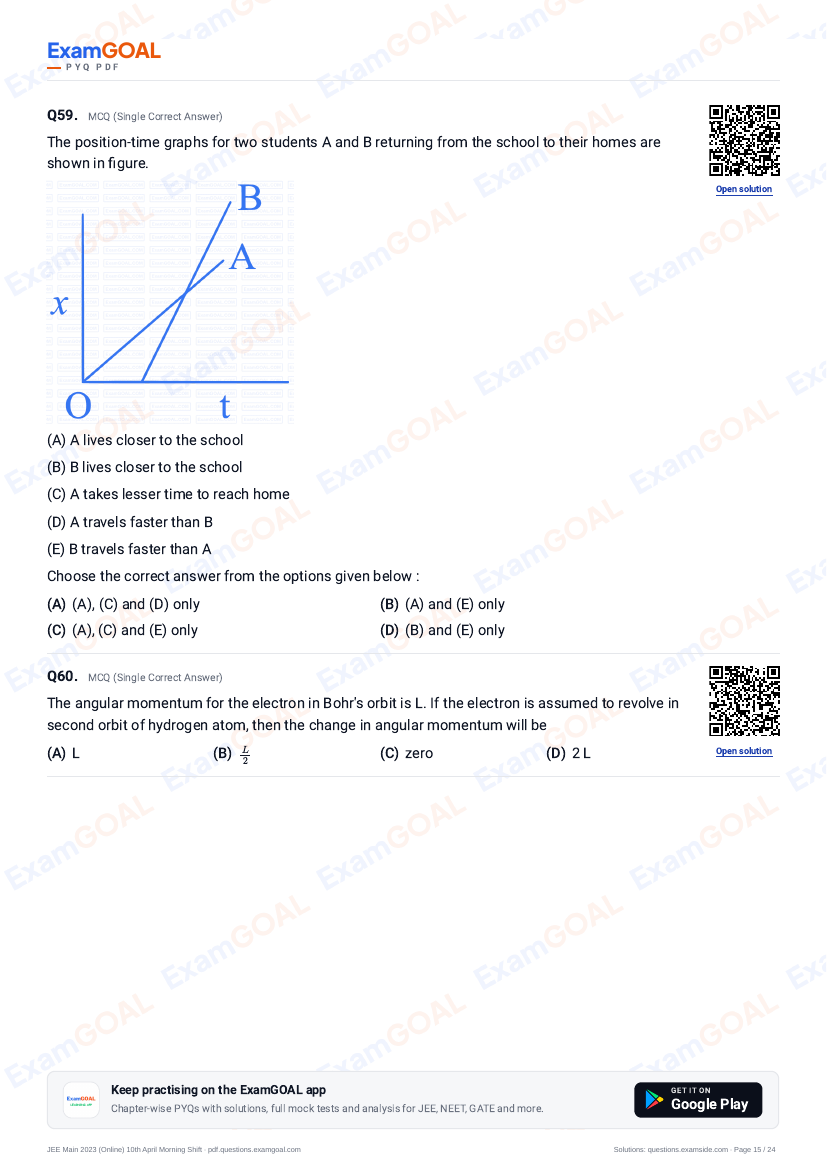 ExamGOAL
PYQ PDF
Q59. MCQ (Single Correct Answer)
The position-time graphs for two students A and B returning from the school to their homes are
shown in figure.
Open solution
B
A
x
O
t
(A) A lives closer to the school
(B) B lives closer to the school
(C) A takes lesser time to reach home
(D) A travels faster than B
(E) B travels faster than A
Choose the correct answer from the options given below :
(A) (A), (C) and (D) only
(B) (A) and (E) only
(C) (A), (C) and (E) only
(D) (B) and (E) only
Q60. MCQ (Single Correct Answer)
The angular momentum for the electron in Bohr's orbit is L. If the electron is assumed to revolve in
second orbit of hydrogen atom, then the change in angular momentum will be
Open solution
(A) L
(B) L/2
(C) zero
(D) 2 L
Keep practising on the ExamGOAL app
Chapter-wise PYQs with solutions, full mock tests and analysis for JEE, NEET, GATE and more.
GET IT ON
Google Play
JEE Main 2023 (Online) 10th April Morning Shift · pdf.questions.examgoal.com
Solutions: questions.examside.com · Page 15 / 24